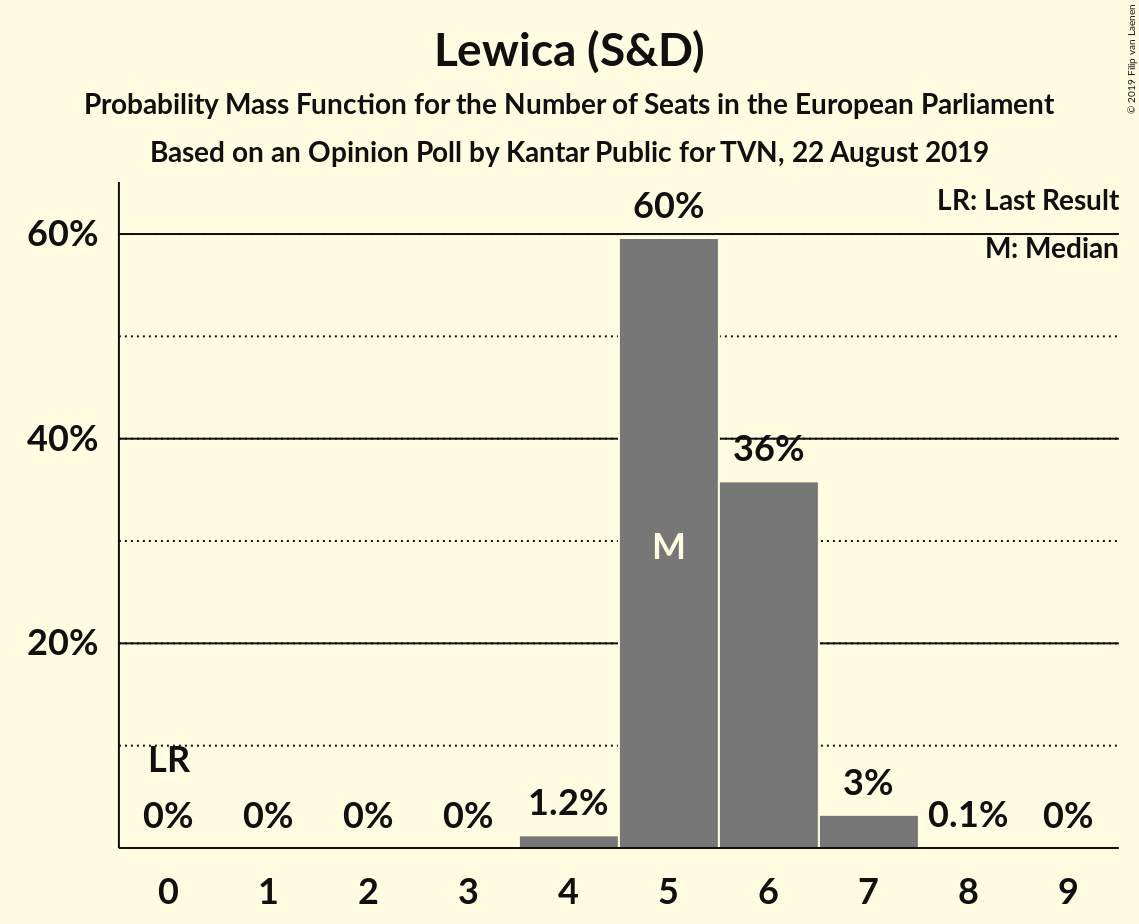 Lewica (S&D)
Probability Mass Function for the Number of Seats in the European Parliament
Based on an Opinion Poll by Kantar Public for TVN, 22 August 2019
© 2019 Filip van Laenen
LR: Last Result
M: Median
60%
40%
20%
60%
36%
M
LR
0% 0% 0% 0% 1.2% 3% 0.1% 0%
0 1 2 3 4 5 6 7 8 9